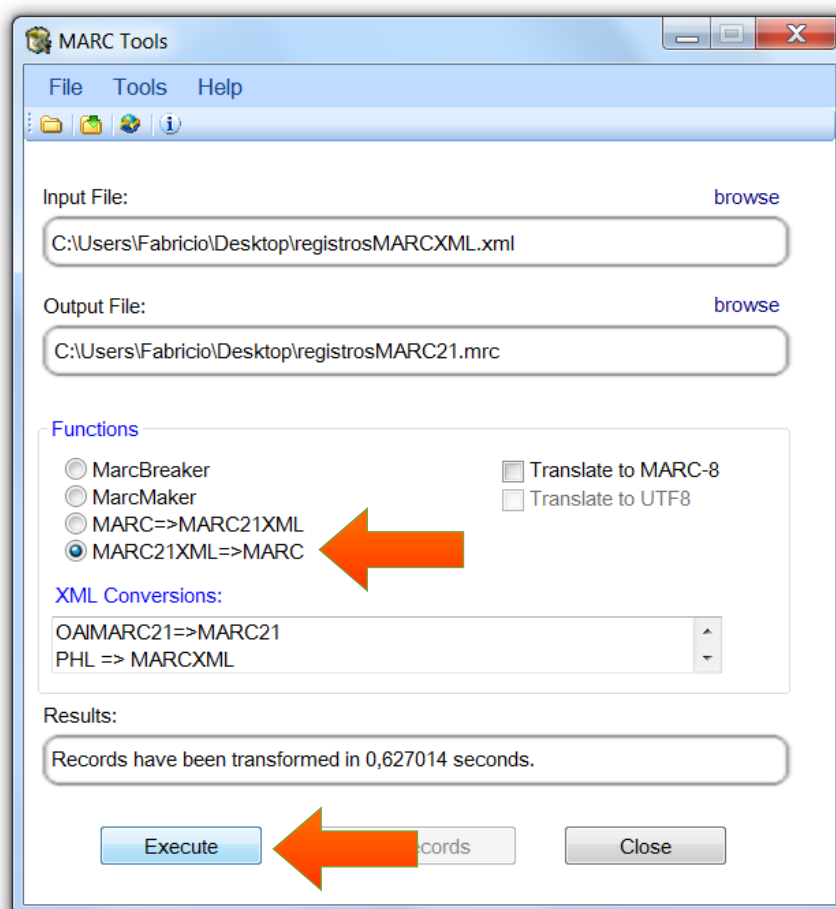 MARC Tools
File Tools Help
Input File: browse
C:\Users\Fabricio\Desktop\registrosMARCXML.xml
Output File: browse
C:\Users\Fabricio\Desktop\registrosMARC21.mrc
Functions
MarcBreaker
Translate to MARC-8
MarcMaker
Translate to UTF8
MARC=>MARC21XML
MARC21XML=>MARC
XML Conversions:
OAIMARC21=>MARC21
PHL => MARCXML
Results:
Records have been transformed in 0,627014 seconds.
Execute Close